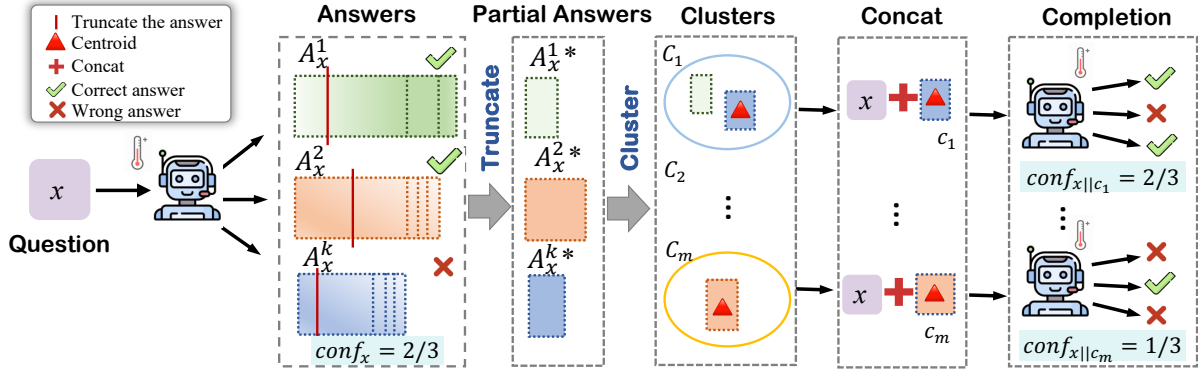 Truncate the answer
Centroid
Concat
Correct answer
Wrong answer
x
Question
Answers
A_x^1
A_x^2
A_x^k
conf_x = 2/3
Truncate
Partial Answers
A_x^1*
A_x^2*
A_x^k*
Cluster
Clusters
C_1
C_2
⋮
C_m
Concat
x
c_1
⋮
x
c_m
Completion
conf_{x||c_1} = 2/3
⋮
conf_{x||c_m} = 1/3